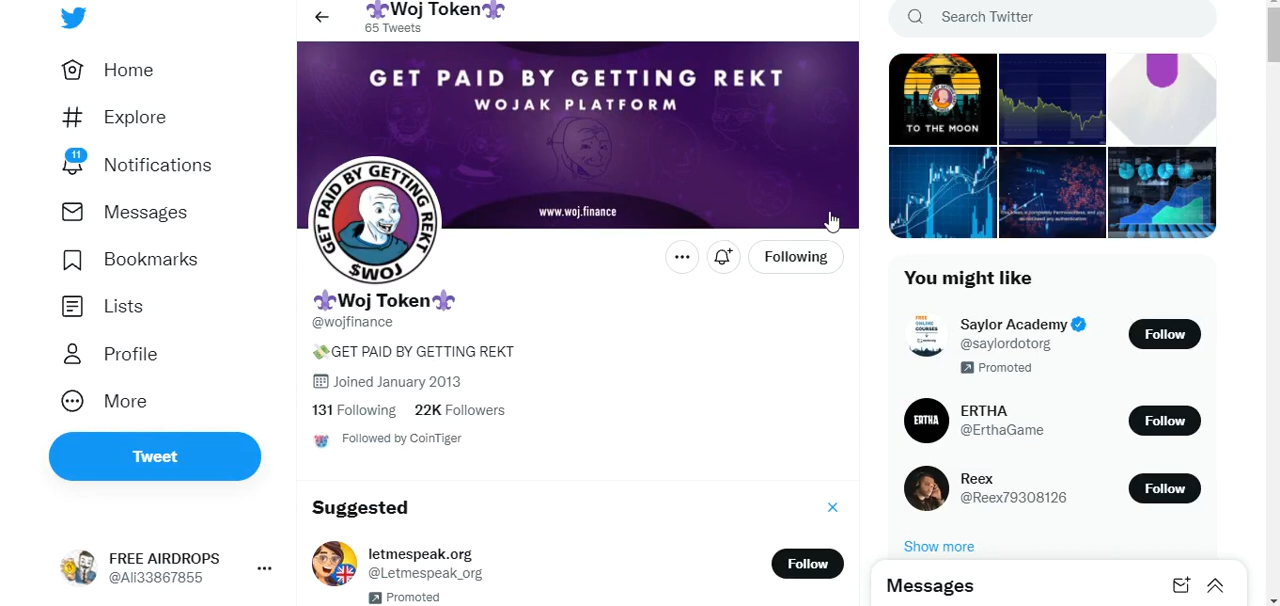 Home
Explore
11
Notifications
Messages
Bookmarks
Lists
Profile
More
Tweet
FREE AIRDROPS
@Ali33867855
Woj Token
65 Tweets
GET PAID BY GETTING REKT
WOJAK PLATFORM
www.woj.finance
GET PAID BY GETTING REKT
$WOJ
Following
Woj Token
@wojfinance
GET PAID BY GETTING REKT
Joined January 2013
131 Following 22K Followers
Followed by CoinTiger
Suggested
letmespeak.org
@Letmespeak_org
Promoted
Follow
Search Twitter
TO THE MOON
You might like
Saylor Academy
@saylordotorg
Promoted
Follow
ERTHA
ERTHA
@ErthaGame
Follow
Reex
@Reex79308126
Follow
Show more
Messages